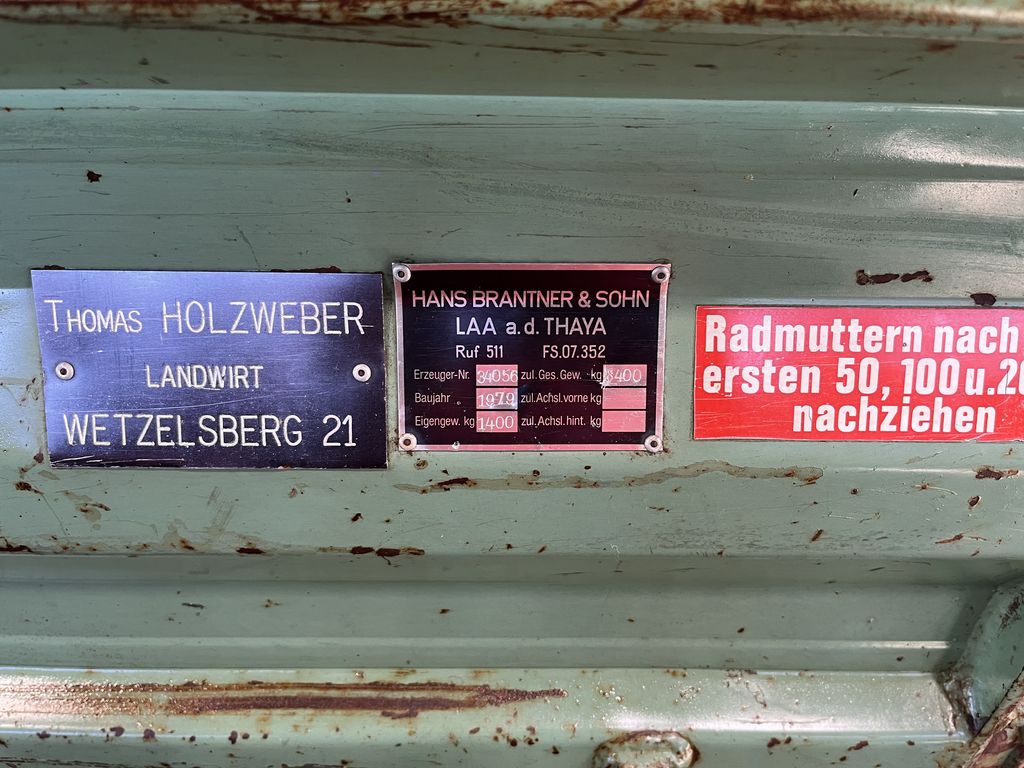 Thomas HOLZWEBER
LANDWIRT
WETZELSBERG 21
HANS BRANTNER & SOHN
LAA a.d. THAYA
Ruf 511 FS.07.352
Erzeuger-Nr. 34056 zul.Ges.Gew. kg
Baujahr 1979 zul.Achsl.vorne kg
Eigengew. kg 1400 zul.Achsl.hint. kg
Radmuttern nach
ersten 50, 100 u.
nachziehen